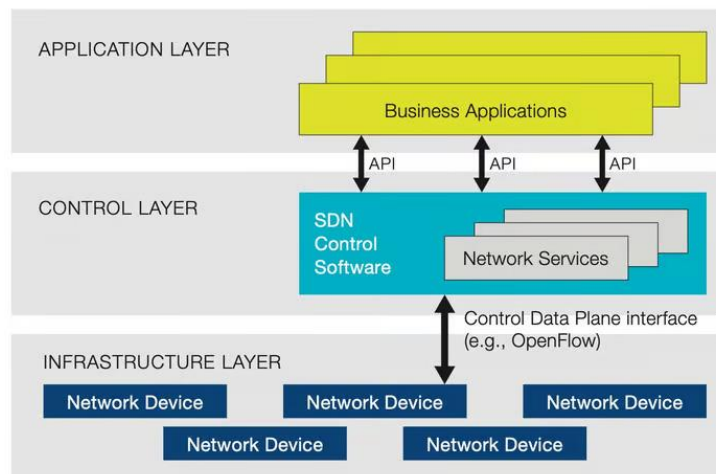 APPLICATION LAYER
Business Applications
API
API
API
CONTROL LAYER
SDN
Control
Software
Network Services
Control Data Plane interface
(e.g., OpenFlow)
INFRASTRUCTURE LAYER
Network Device
Network Device
Network Device
Network Device
Network Device